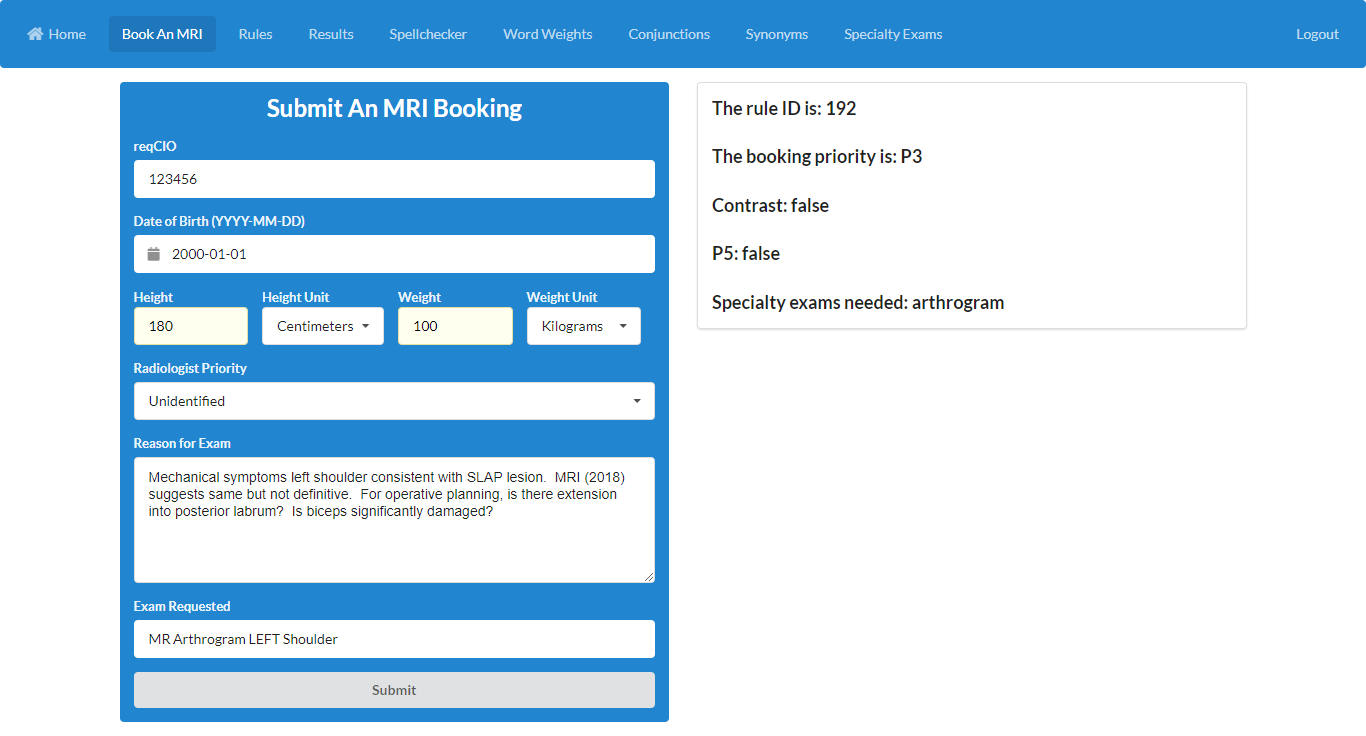 Home Book An MRI Rules Results Spellchecker Word Weights Conjunctions Synonyms Specialty Exams Logout
Submit An MRI Booking
reqCIO
123456
Date of Birth (YYYY-MM-DD)
2000-01-01
Height Height Unit Weight Weight Unit
180 Centimeters 100 Kilograms
Radiologist Priority
Unidentified
Reason for Exam
Mechanical symptoms left shoulder consistent with SLAP lesion.  MRI (2018)
suggests same but not definitive.  For operative planning, is there extension
into posterior labrum?  Is biceps significantly damaged?
Exam Requested
MR Arthrogram LEFT Shoulder
Submit
The rule ID is: 192
The booking priority is: P3
Contrast: false
P5: false
Specialty exams needed: arthrogram